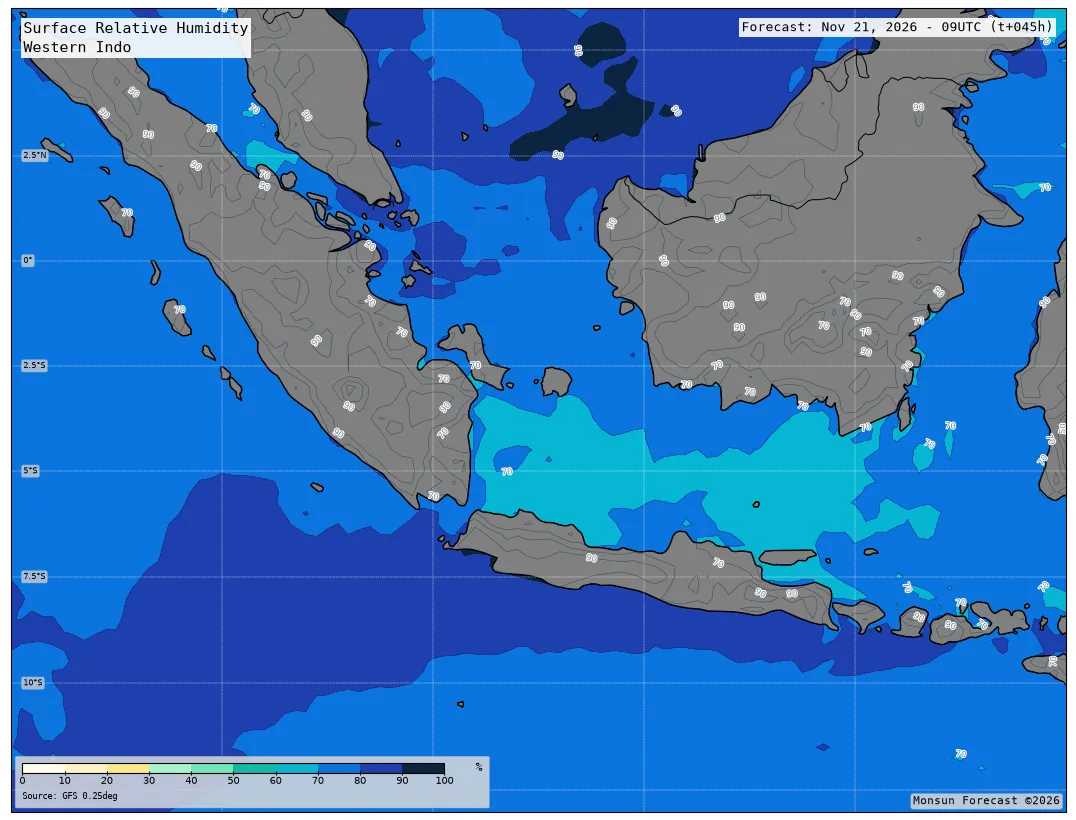 Surface Relative Humidity
Western Indo
Forecast: Nov 21, 2026 - 09UTC (t+045h)
2.5°N
0°
2.5°S
5°S
7.5°S
10°S
0 10 20 30 40 50 60 70 80 90 100 %
Source: GFS 0.25deg
Monsun Forecast ©2026